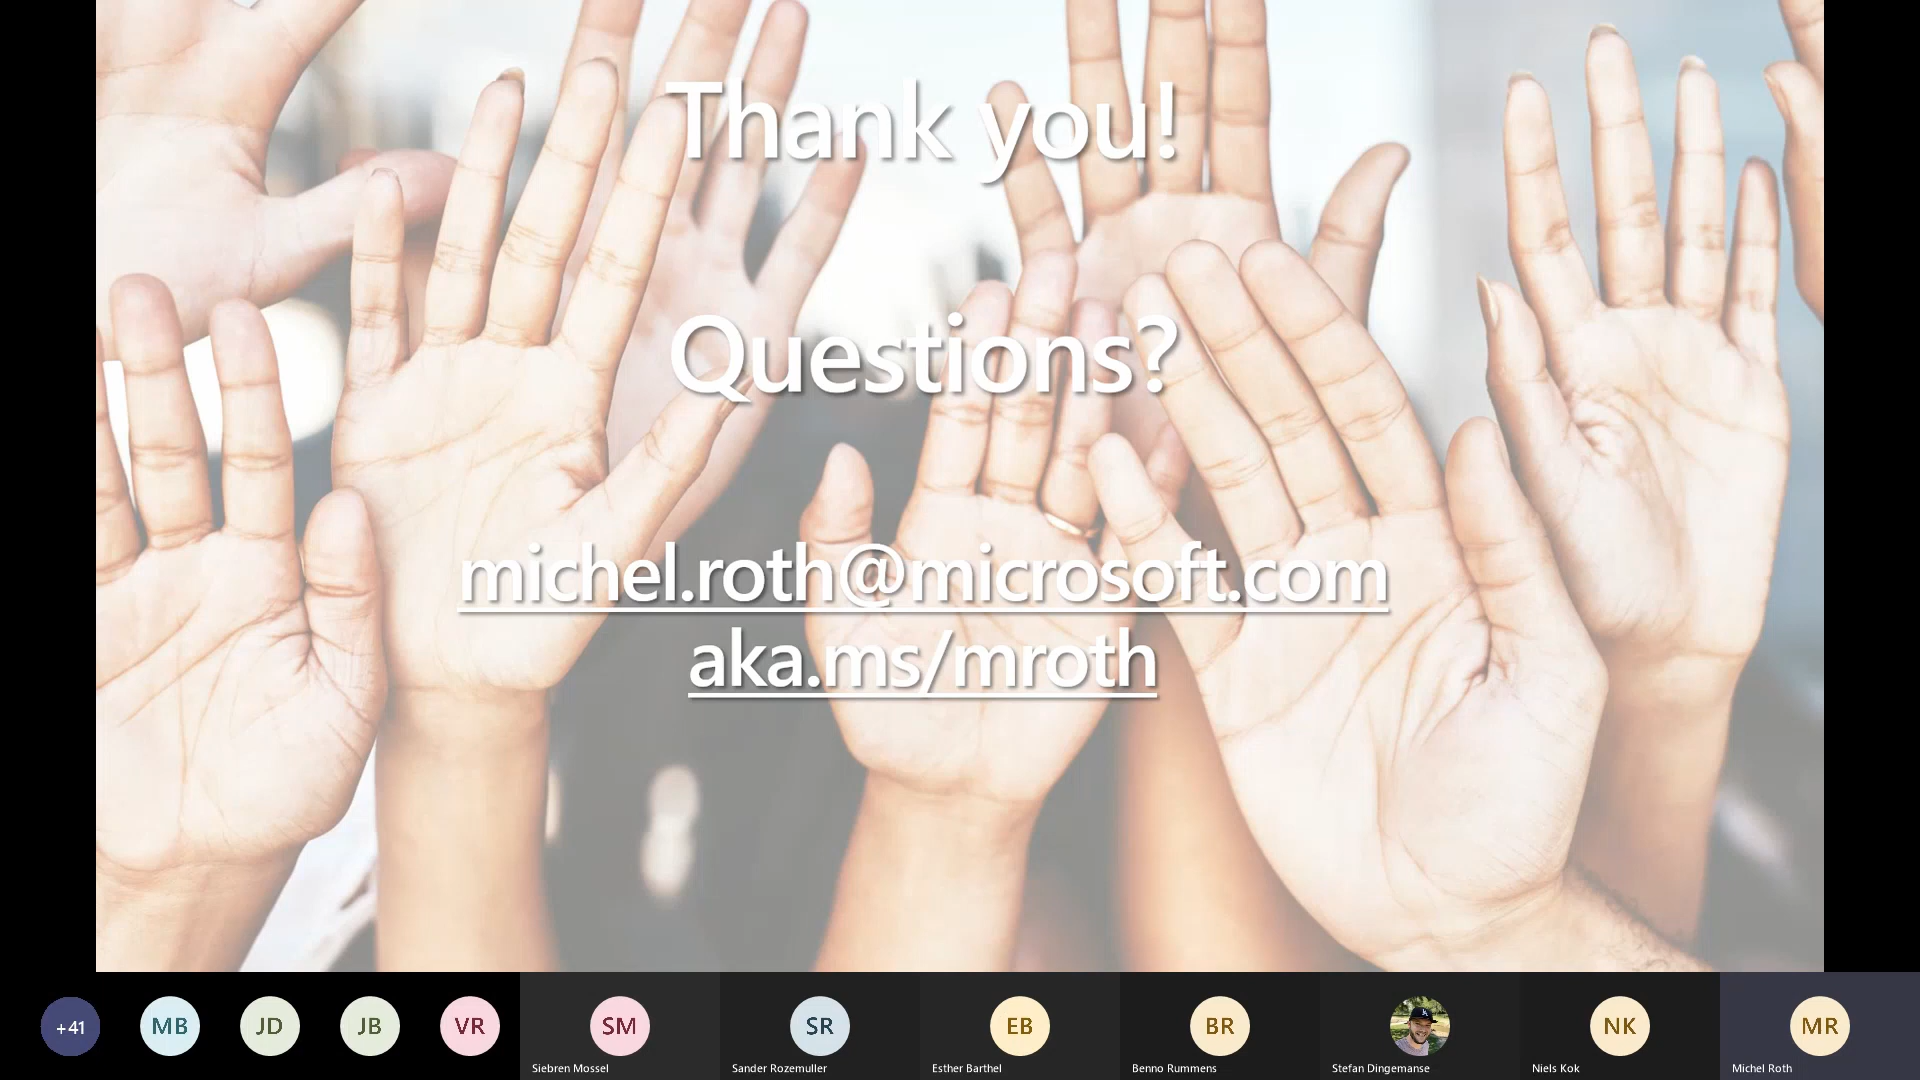 Thank you!
Questions?
michel.roth@microsoft.com
aka.ms/mroth
+41
MB
JD
JB
VR
SM
SR
EB
BR
NK
MR
Siebren Mossel
Sander Rozemuller
Esther Barthel
Benno Rummens
Stefan Dingemanse
Niels Kok
Michel Roth